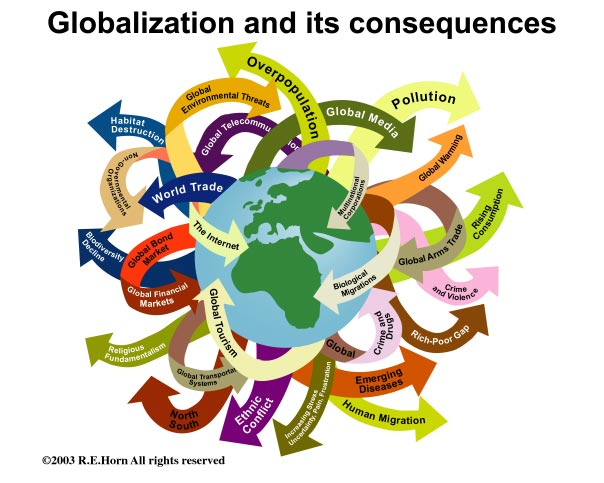 Globalization and its consequences
Overpopulation
Global
Environmental Threats
Pollution
Global Media
Habitat
Destruction
Global Telecommu
ion
Global Warming
Non-Governmental
Organizations
World Trade
Multinational
Corporations
Rising
Consumption
The Internet
Biodiversity
Decline
Global Bond
Market
Global Arms Trade
Biological
Migrations
Crime
and Violence
Global Financial
Markets
Global Tourism
Rich-Poor Gap
Crime and
Drugs
Global
Religious
Fundamentalism
Global Transportat
Systems
Emerging
Diseases
Increasing Stress
Uncertainty, Pain, Frustration
North
South
Ethnic
Conflict
Human Migration
©2003 R.E.Horn All rights reserved